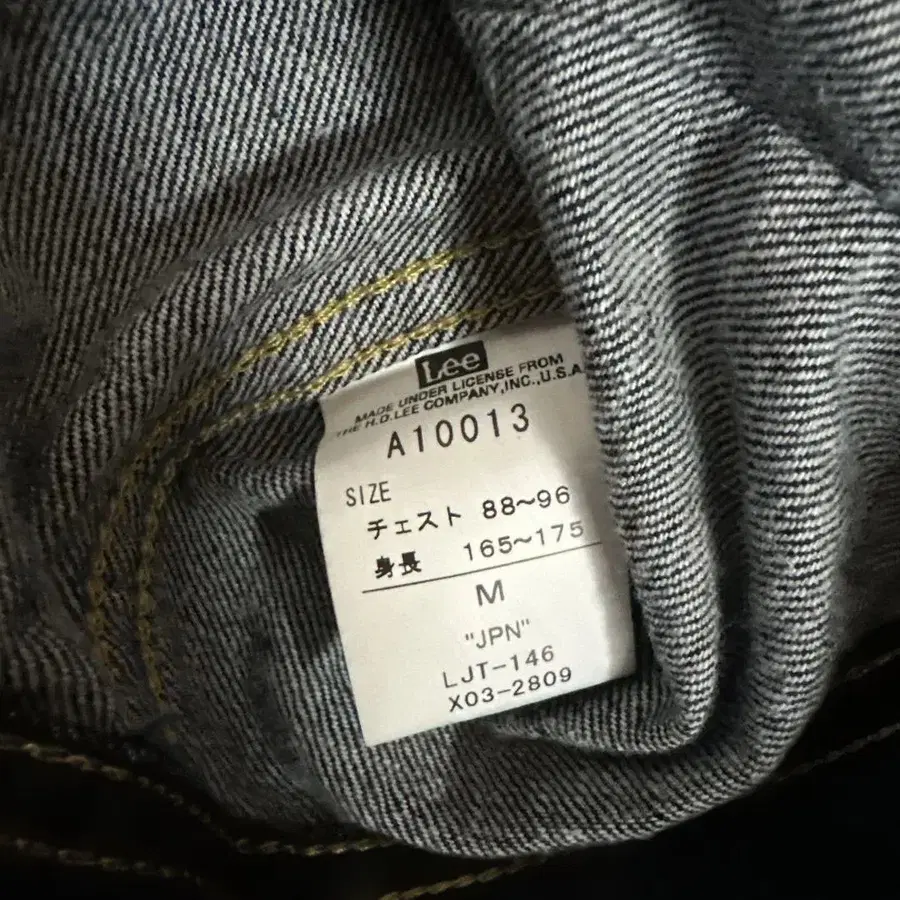 Lee
MADE UNDER LICENSE FROM
THE H.D.LEE COMPANY,INC.,U.S.A.
A10013
SIZE
チェスト 88~96
身長 165~175
M
"JPN"
LJT-146
X03-2809